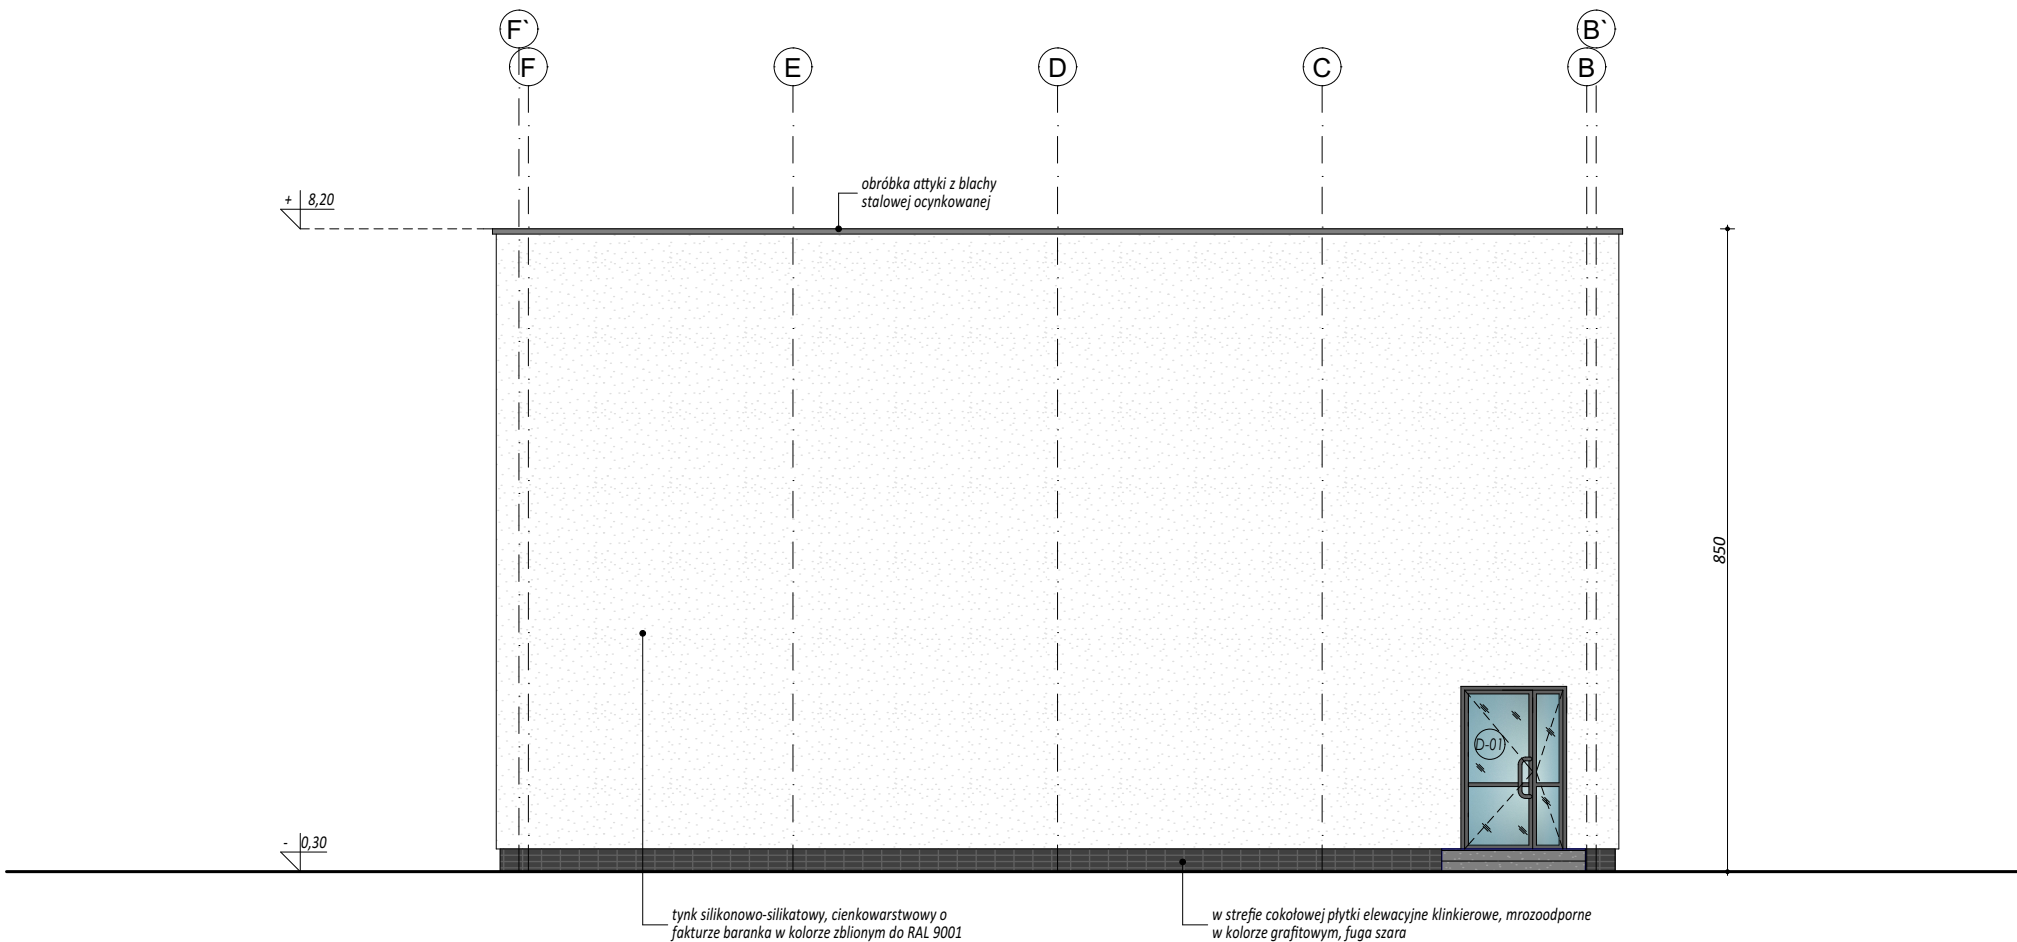 F`
B`
F
E
D
C
B
obróbka attyki z blachy
stalowej ocynkowanej
+ 8,20
850
D-01
- 0,30
tynk silikonowo-silikatowy, cienkowarstwowy o
fakturze baranka w kolorze zblionym do RAL 9001
w strefie cokołowej płytki elewacyjne klinkierowe, mrozoodporne
w kolorze grafitowym, fuga szara